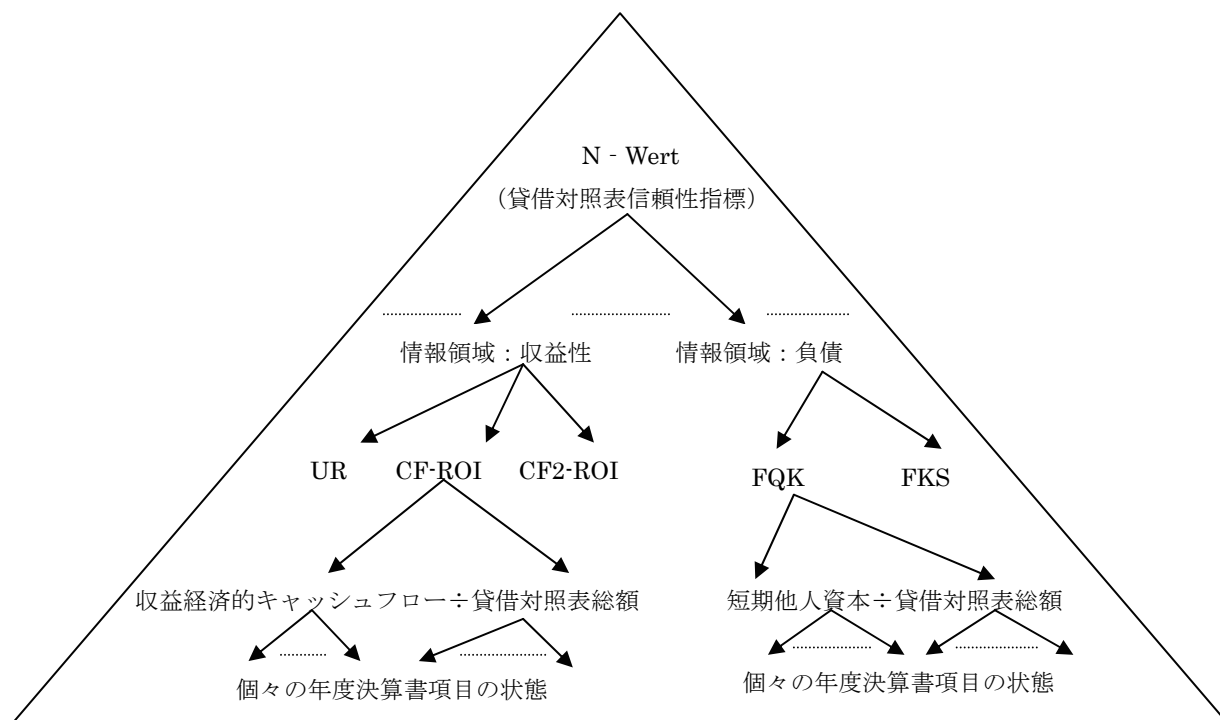 N‐Wert
（貸借対照表信頼性指標）
情報領域：収益性 情報領域：負債
UR CF-ROI CF2-ROI FQK FKS
収益経済的キャッシュフロー÷貸借対照表総額 短期他人資本÷貸借対照表総額
個々の年度決算書項目の状態 個々の年度決算書項目の状態